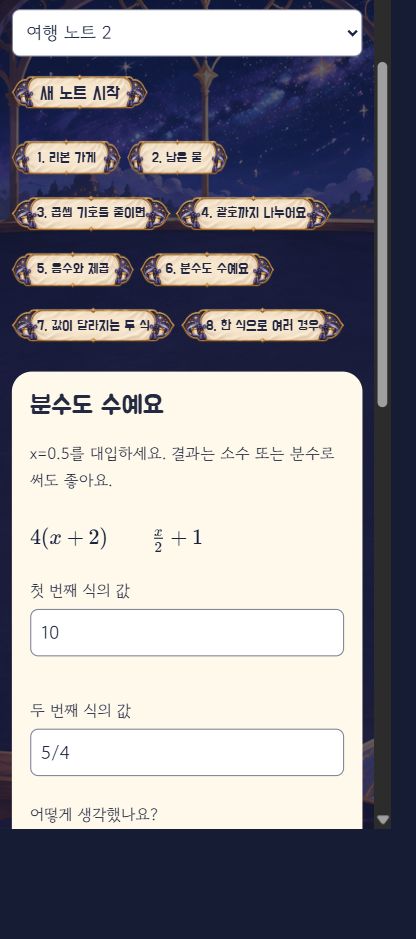 여행 노트 2
새 노트 시작
1. 리본 가게
2. 남은 물
3. 곱셈 기호를 줄이면
4. 괄호까지 나누어요
5. 음수와 제곱
6. 분수도 수예요
7. 값이 달라지는 두 식
8. 한 식으로 여러 경우
분수도 수예요
x=0.5를 대입하세요. 결과는 소수 또는 분수로
써도 좋아요.
4(x + 2) x/2 + 1
첫 번째 식의 값
10
두 번째 식의 값
5/4
어떻게 생각했나요?